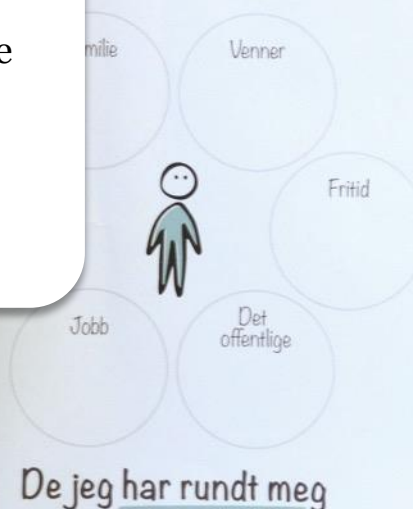 e
milie
Venner
Fritid
Jobb
Det
offentlige
De jeg har rundt meg